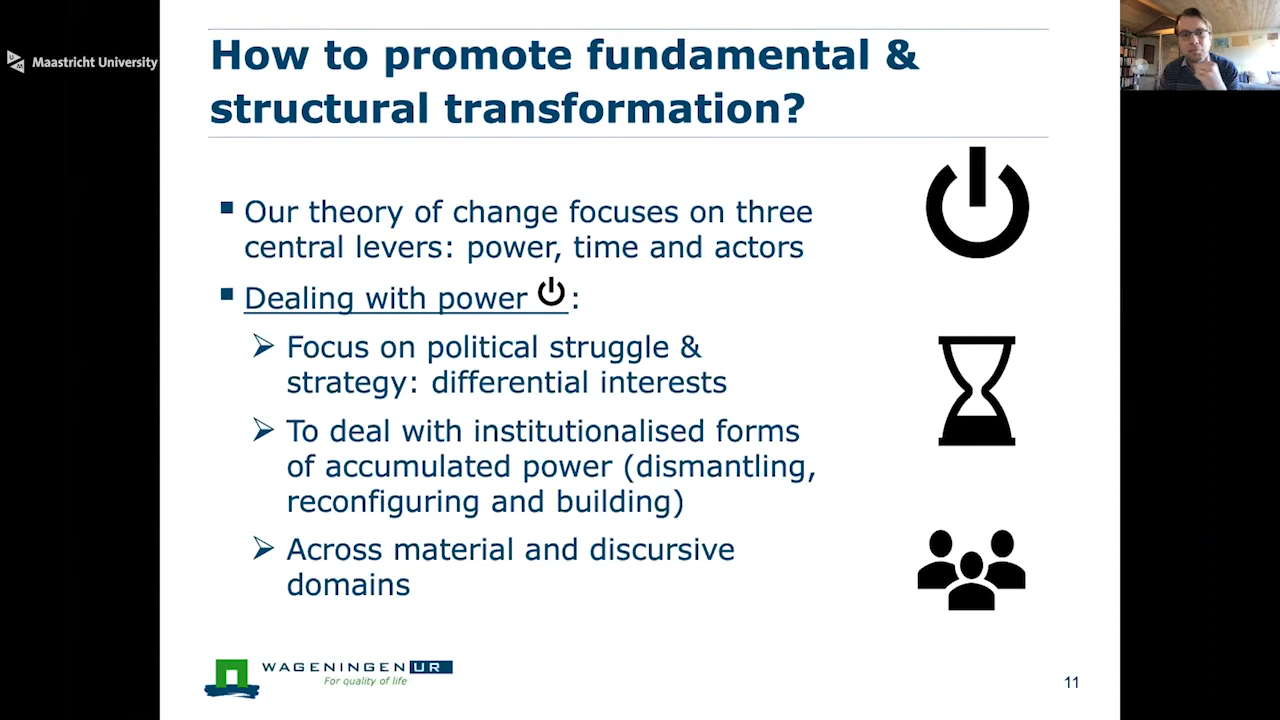 Maastricht University
How to promote fundamental &
structural transformation?
Our theory of change focuses on three
central levers: power, time and actors
Dealing with power :
Focus on political struggle &
strategy: differential interests
To deal with institutionalised forms
of accumulated power (dismantling,
reconfiguring and building)
Across material and discursive
domains
WAGENINGEN UR
For quality of life
11